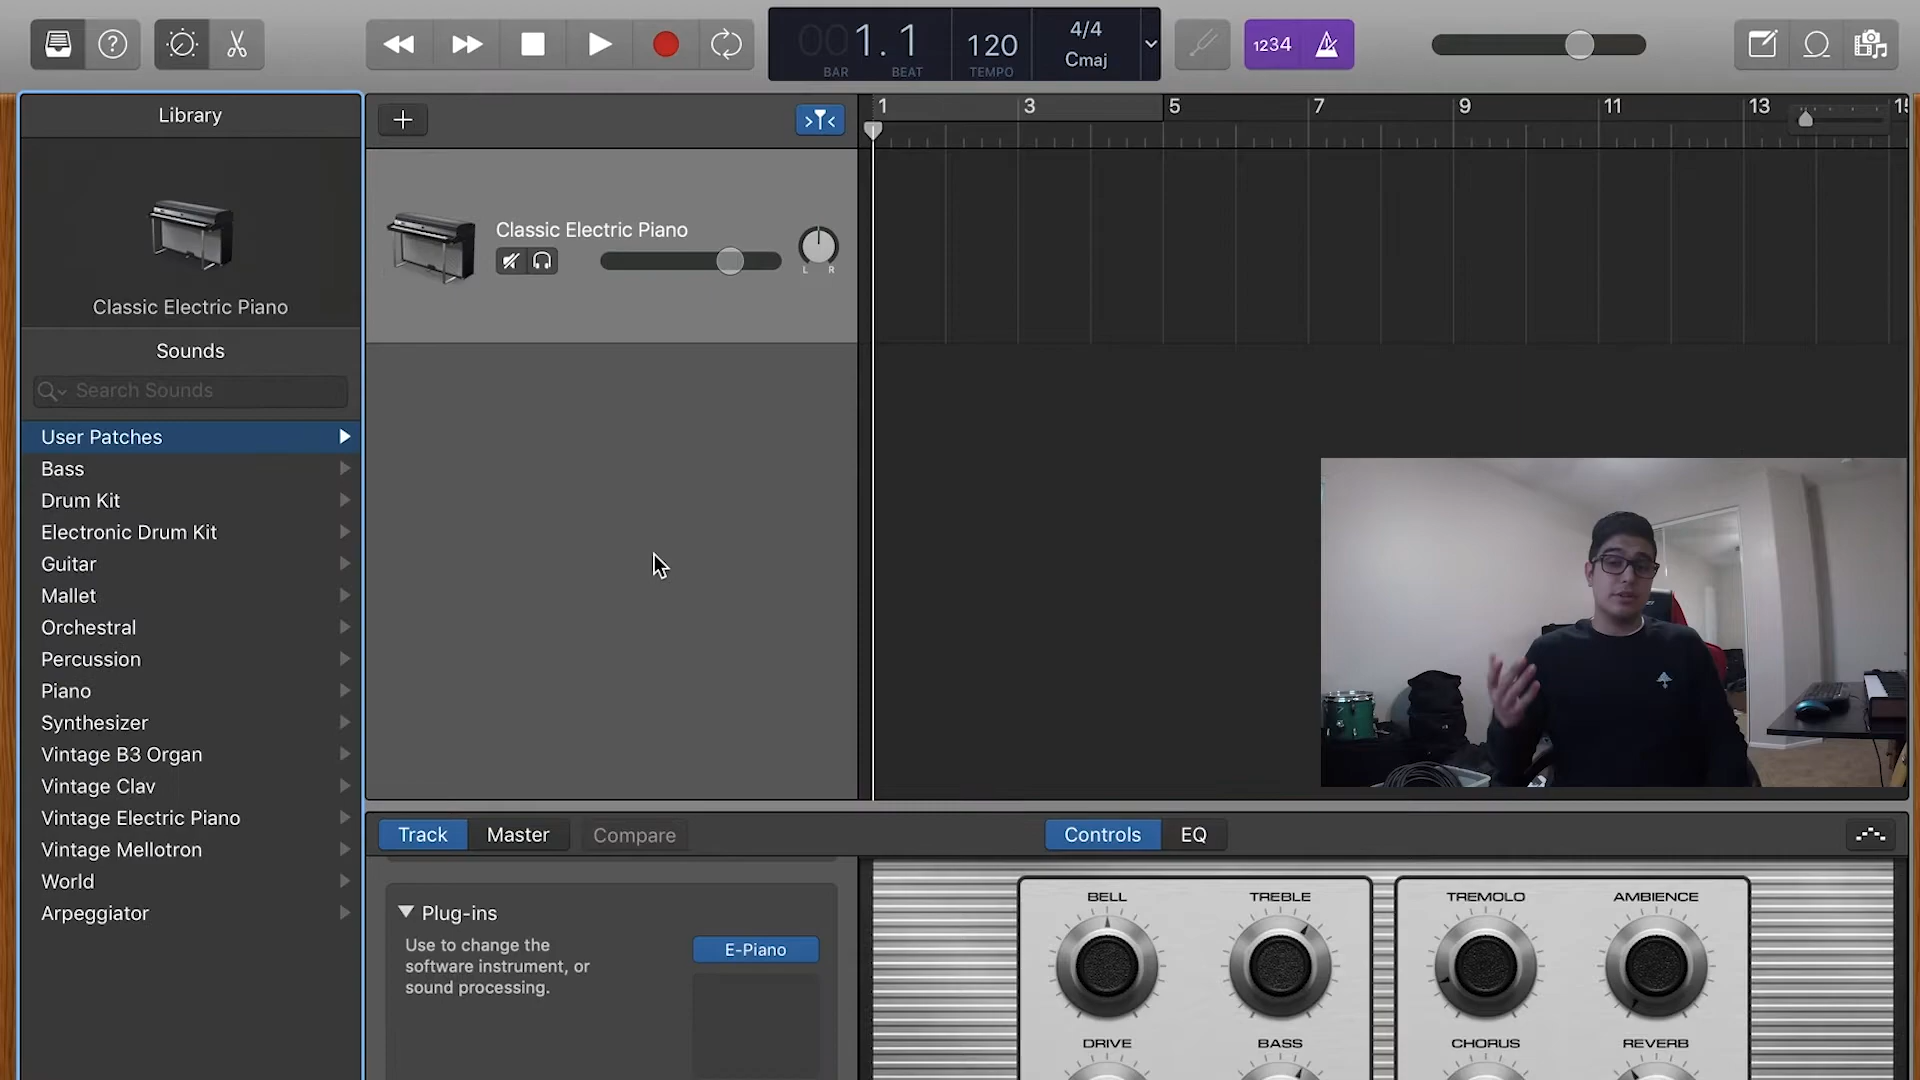 001. 1
BAR
BEAT
120
TEMPO
4/4
Cmaj
1234
Library
Classic Electric Piano
Sounds
Search Sounds
User Patches
Bass
Drum Kit
Electronic Drum Kit
Guitar
Mallet
Orchestral
Percussion
Piano
Synthesizer
Vintage B3 Organ
Vintage Clav
Vintage Electric Piano
Vintage Mellotron
World
Arpeggiator
1 3 5 7 9 11 13 15
Classic Electric Piano
L R
Track
Master
Compare
Controls
EQ
Plug-ins
Use to change the
software instrument, or
sound processing.
E-Piano
BELL
TREBLE
TREMOLO
AMBIENCE
DRIVE
BASS
CHORUS
REVERB